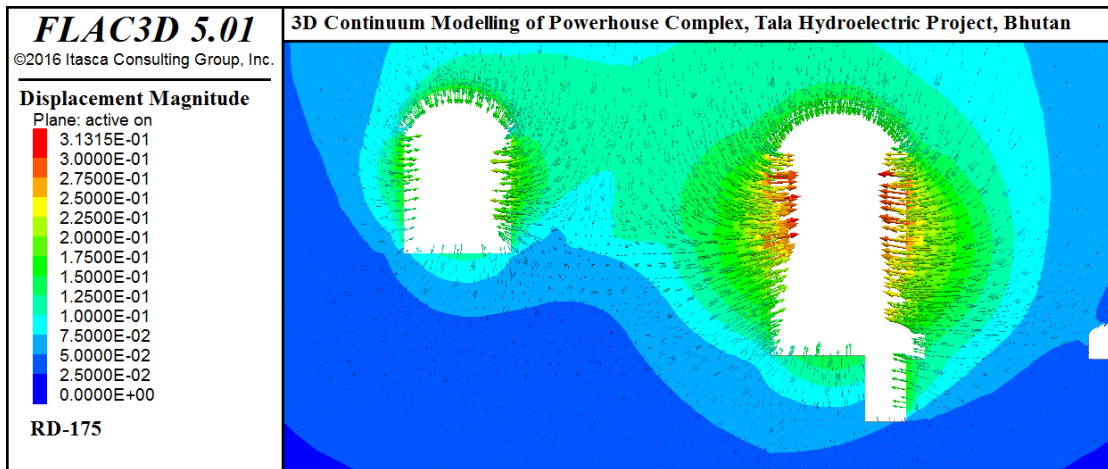 FLAC3D 5.01
©2016 Itasca Consulting Group, Inc.
3D Continuum Modelling of Powerhouse Complex, Tala Hydroelectric Project, Bhutan
Displacement Magnitude
Plane: active on
3.1315E-01
3.0000E-01
2.7500E-01
2.5000E-01
2.2500E-01
2.0000E-01
1.7500E-01
1.5000E-01
1.2500E-01
1.0000E-01
7.5000E-02
5.0000E-02
2.5000E-02
0.0000E+00
RD-175